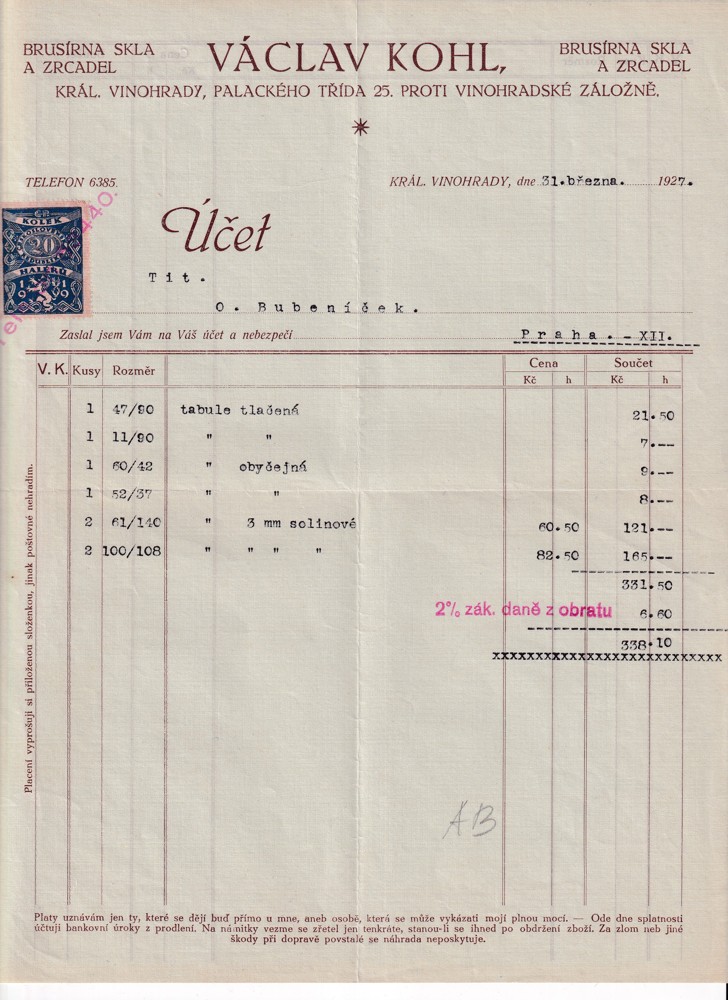 BRUSÍRNA SKLA A ZRCADEL
VÁCLAV KOHL,
BRUSÍRNA SKLA A ZRCADEL
KRÁL. VINOHRADY, PALACKÉHO TŘÍDA 25. PROTI VINOHRADSKÉ ZÁLOŽNĚ.
TELEFON 6385.
KRÁL. VINOHRADY, dne 31.března. 1927.
440.
KOLEK
20
HALÉŘŮ
1919
Účet
Tit.
O. Bubeníček.
Zaslal jsem Vám na Váš účet a nebezpečí
Praha.-XII.
V. K. Kusy Rozměr Cena Součet
Kč h Kč h
1 47/90 tabule tlačená 21.50
1 11/90 " " 7.--
1 60/42 " obyčejná 9.--
1 52/37 " " 8.--
2 61/140 " 3 mm solinové 60.50 121.--
2 100/108 " " " " 82.50 165.--
331.50
2% zák. daně z obratu 6.60
338.10
xxxxxxxxxxxxxxxxxxxxxxxxxxx
Placení vyprošuji si přiloženou složenkou, jinak poštovné nehradím.
AB
Platy uznávám jen ty, které se dějí buď přímo u mne, aneb osobě, která se může vykázati mojí plnou mocí. — Ode dne splatnosti
účtuji bankovní úroky z prodlení. Na námitky vezme se zřetel jen tenkráte, stanou-li se ihned po obdržení zboží. Za zlom neb jiné
škody při dopravě povstalé se náhrada neposkytuje.